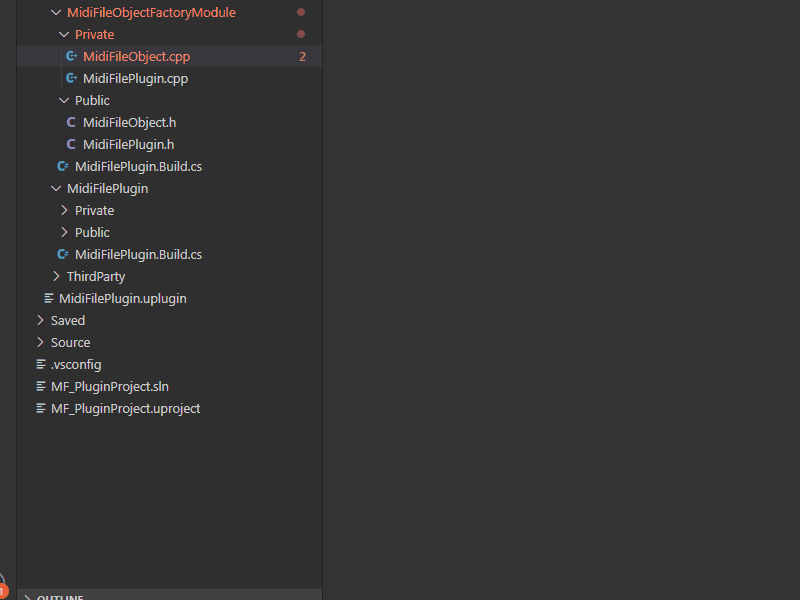 MidiFileObjectFactoryModule
Private
MidiFileObject.cpp 2
MidiFilePlugin.cpp
Public
MidiFileObject.h
MidiFilePlugin.h
MidiFilePlugin.Build.cs
MidiFilePlugin
Private
Public
MidiFilePlugin.Build.cs
ThirdParty
MidiFilePlugin.uplugin
Saved
Source
.vsconfig
MF_PluginProject.sln
MF_PluginProject.uproject
OUTLINE